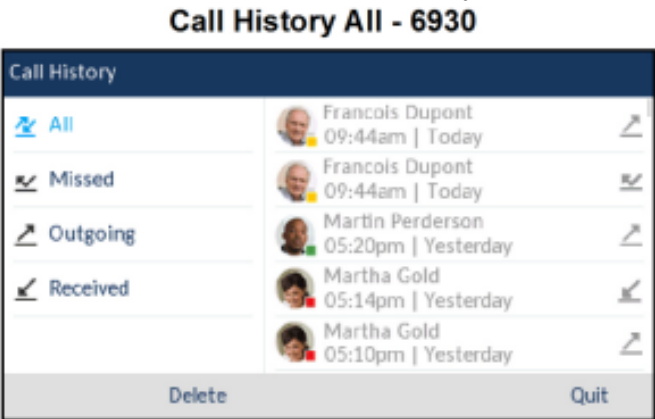 Call History All - 6930
Call History
All
Missed
Outgoing
Received
Francois Dupont
09:44am | Today
Francois Dupont
09:44am | Today
Martin Perderson
05:20pm | Yesterday
Martha Gold
05:14pm | Yesterday
Martha Gold
05:10pm | Yesterday
Delete
Quit